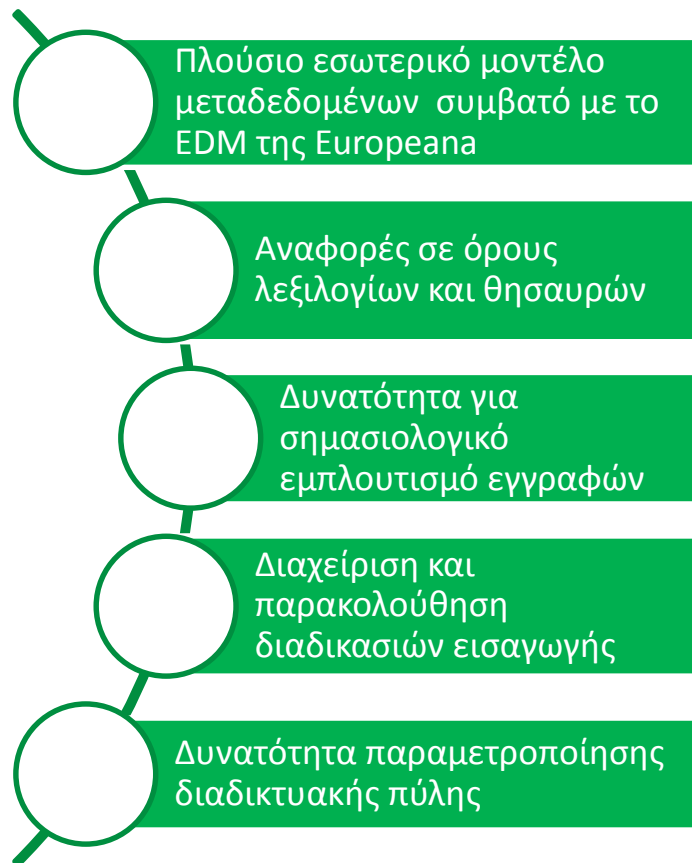 Πλούσιο εσωτερικό μοντέλο
μεταδεδομένων συμβατό με το
EDM της Europeana
Αναφορές σε όρους
λεξιλογίων και θησαυρών
Δυνατότητα για
σημασιολογικό
εμπλουτισμό εγγραφών
Διαχείριση και
παρακολούθηση
διαδικασιών εισαγωγής
Δυνατότητα παραμετροποίησης
διαδικτυακής πύλης